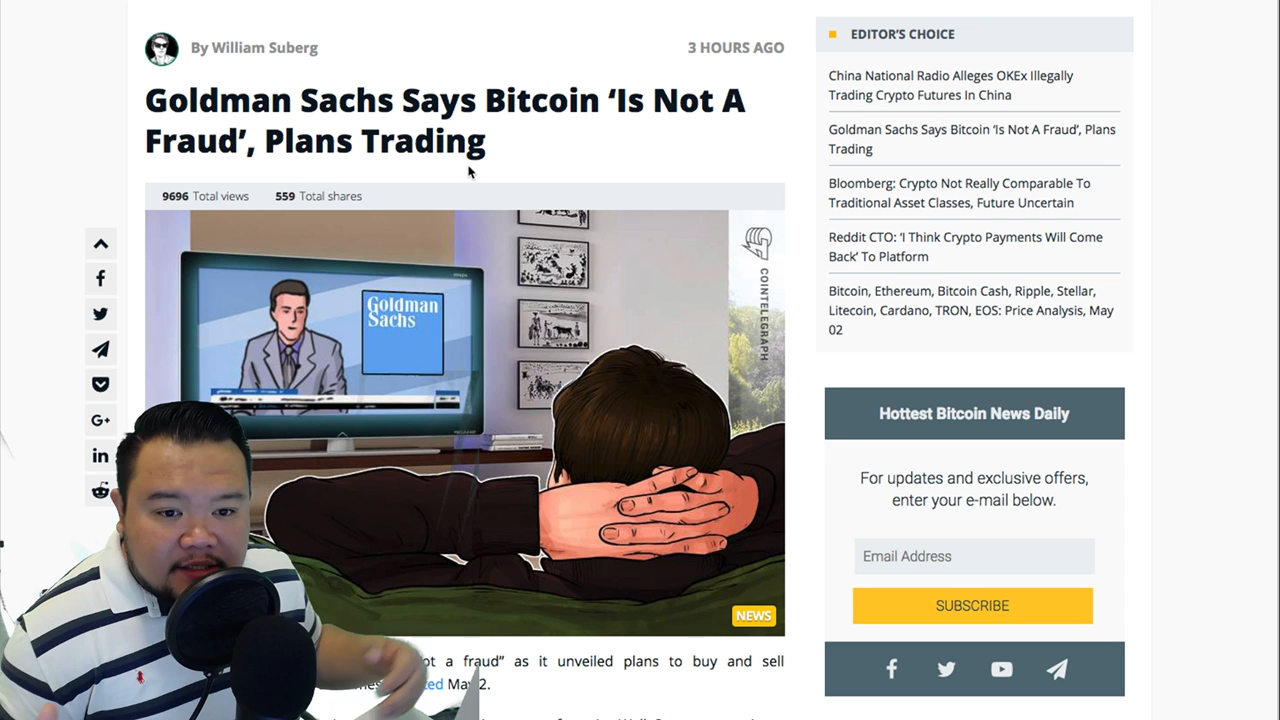 By William Suberg
3 HOURS AGO
Goldman Sachs Says Bitcoin ‘Is Not A
Fraud’, Plans Trading
9696 Total views 559 Total shares
Goldman
Sachs
COINTELEGRAPH
NEWS
a fraud” as it unveiled plans to buy and sell
2.
EDITOR’S CHOICE
China National Radio Alleges OKEx Illegally
Trading Crypto Futures In China
Goldman Sachs Says Bitcoin ‘Is Not A Fraud’, Plans
Trading
Bloomberg: Crypto Not Really Comparable To
Traditional Asset Classes, Future Uncertain
Reddit CTO: ‘I Think Crypto Payments Will Come
Back’ To Platform
Bitcoin, Ethereum, Bitcoin Cash, Ripple, Stellar,
Litecoin, Cardano, TRON, EOS: Price Analysis, May
02
Hottest Bitcoin News Daily
For updates and exclusive offers,
enter your e-mail below.
Email Address
SUBSCRIBE